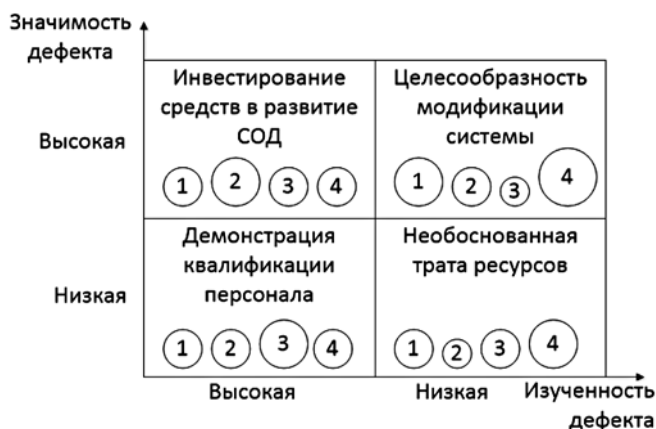 Значимость
дефекта
Инвестирование
средств в развитие
СОД
1 2 3 4
Целесообразность
модификации
системы
1 2 3 4
Высокая
Демонстрация
квалификации
персонала
1 2 3 4
Необоснованная
трата ресурсов
1 2 3 4
Низкая
Высокая
Низкая
Изученность
дефекта